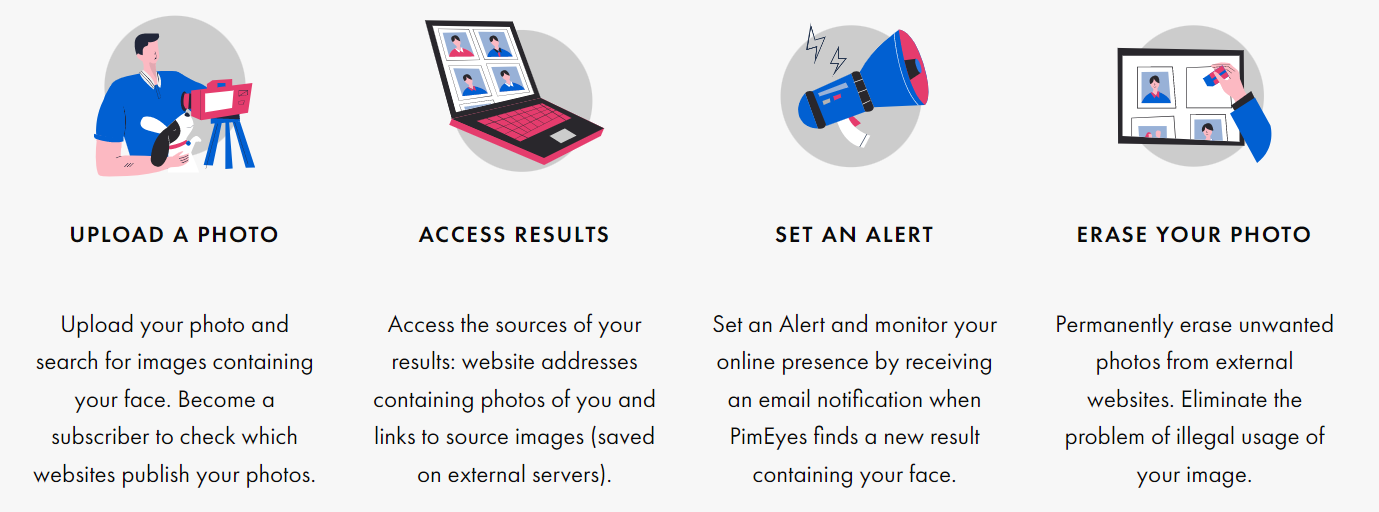 UPLOAD A PHOTO
Upload your photo and
search for images containing
your face. Become a
subscriber to check which
websites publish your photos.
ACCESS RESULTS
Access the sources of your
results: website addresses
containing photos of you and
links to source images (saved
on external servers).
SET AN ALERT
Set an Alert and monitor your
online presence by receiving
an email notification when
PimEyes finds a new result
containing your face.
ERASE YOUR PHOTO
Permanently erase unwanted
photos from external
websites. Eliminate the
problem of illegal usage of
your image.